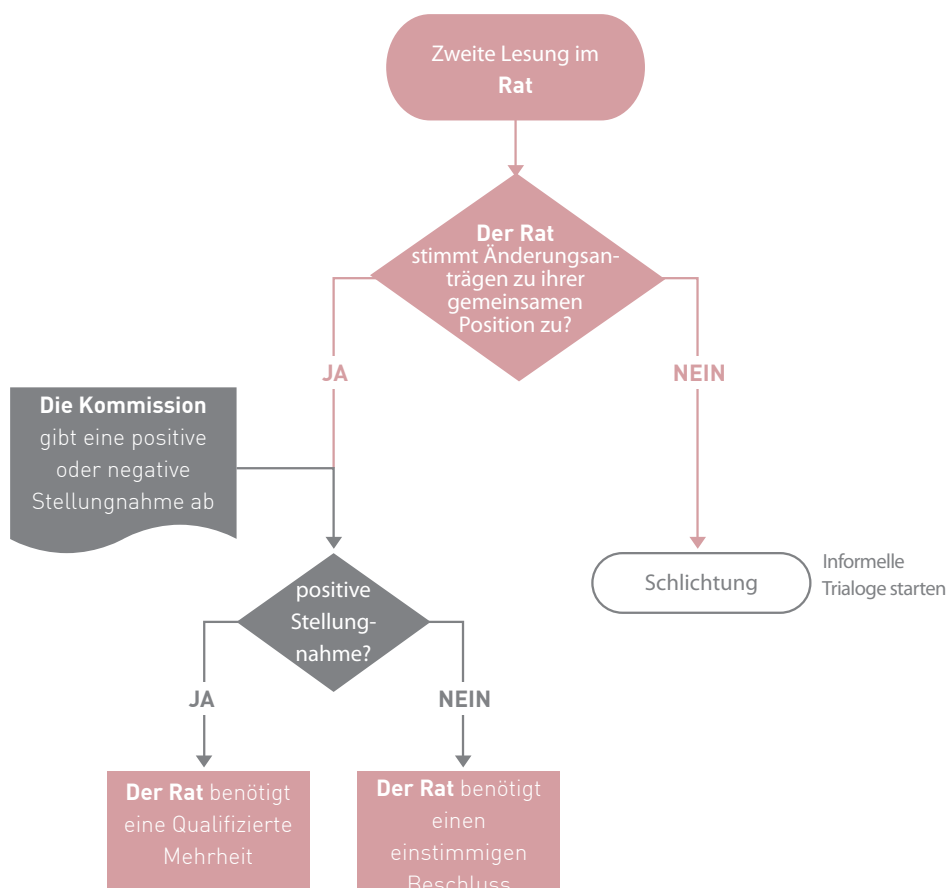 Zweite Lesung im
Rat
Der Rat
stimmt Änderungsan-
trägen zu ihrer
gemeinsamen
Position zu?
JA
NEIN
Die Kommission
gibt eine positive
oder negative
Stellungnahme ab
Schlichtung
Informelle
Trialoge starten
positive
Stellung-
nahme?
JA
NEIN
Der Rat benötigt
eine Qualifizierte
Mehrheit
Der Rat benötigt
einen
einstimmigen
Beschluss